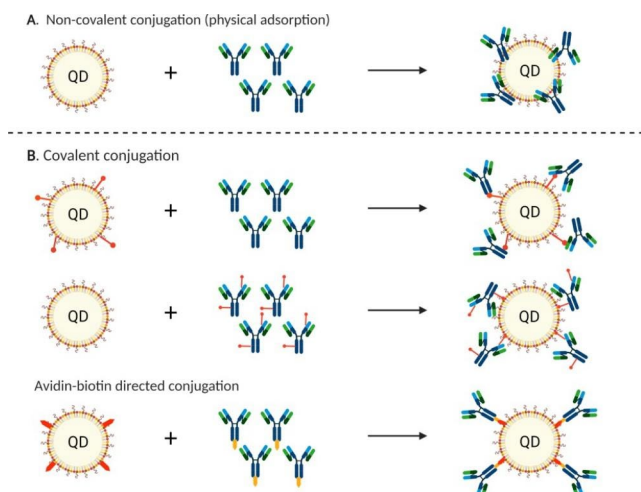 A. Non-covalent conjugation (physical adsorption)
QD + QD
B. Covalent conjugation
QD + QD
QD + QD
Avidin-biotin directed conjugation
QD + QD